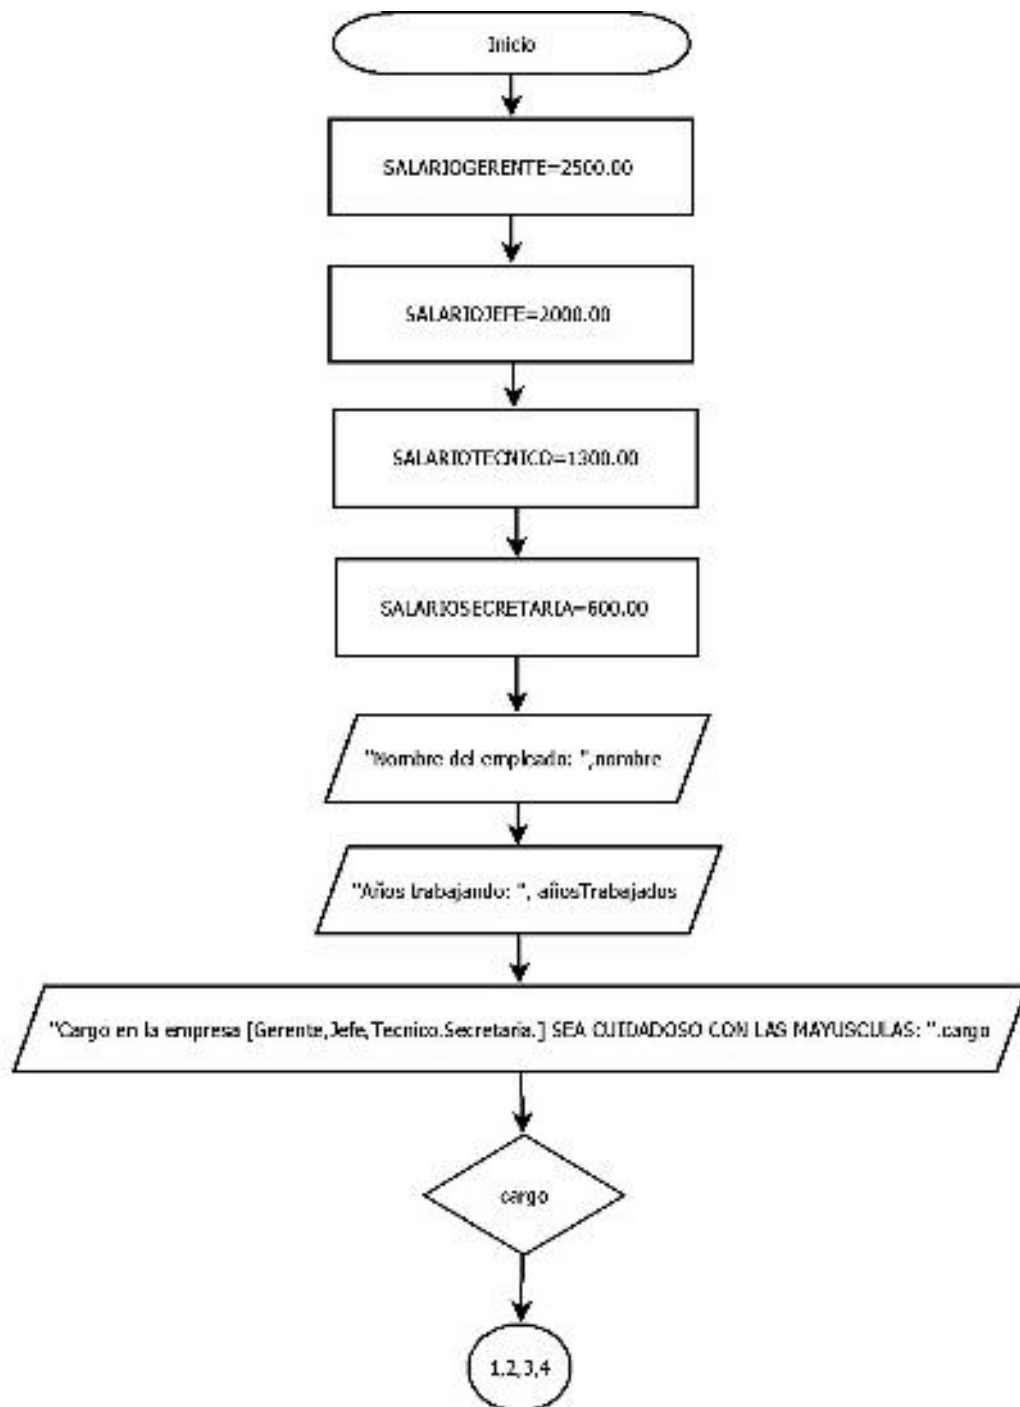 Inicio
SALARIOGERENTE=2500.00
SALARIOJEFE=2000.00
SALARIOTECNICO=1300.00
SALARIOSECRETARIA=600.00
"Nombre del empleado: ",nombre
"Años trabajando: ", añosTrabajados
"Cargo en la empresa [Gerente,Jefe,Tecnico.Secretaria.] SEA CUIDADOSO CON LAS MAYUSCULAS: ".cargo
cargo
1,2,3,4